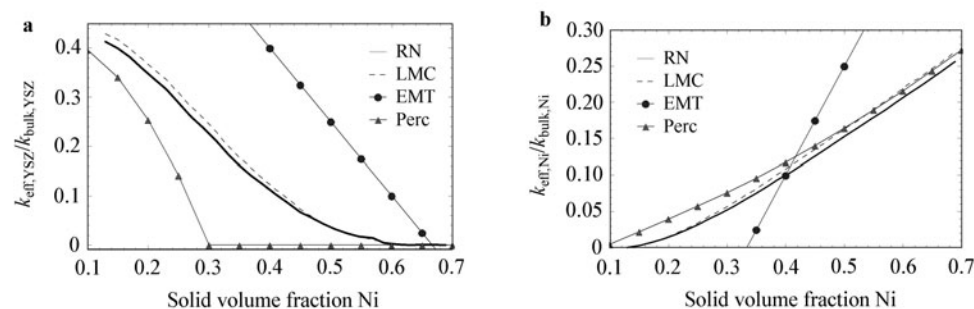 a
0.4
0.3
0.2
0.1
0
k_eff,YSZ/k_bulk,YSZ
RN
LMC
EMT
Perc
0.1 0.2 0.3 0.4 0.5 0.6 0.7
Solid volume fraction Ni
b
0.30
0.25
0.20
0.15
0.10
0.05
0
k_eff,Ni/k_bulk,Ni
RN
LMC
EMT
Perc
0.1 0.2 0.3 0.4 0.5 0.6 0.7
Solid volume fraction Ni